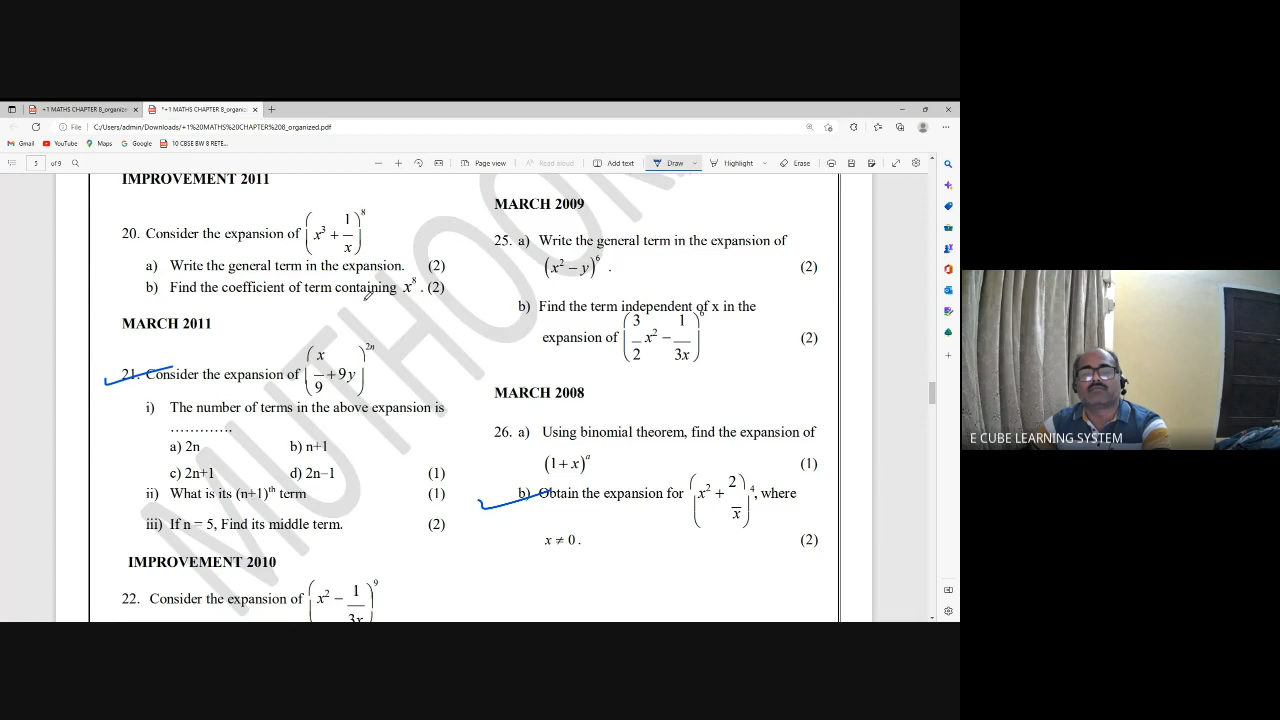 +1 MATHS CHAPTER 8_organize
*+1 MATHS CHAPTER 8_organi
File C:/Users/admin/Downloads/+1%20MATHS%20CHAPTER%208_organized.pdf
Gmail YouTube Maps Google 10 CBSE BW 8 RETE...
5 of 9 Page view Read aloud Add text Draw Highlight Erase
IMPROVEMENT 2011
20. Consider the expansion of (x³ + 1/x)⁸
a) Write the general term in the expansion. (2)
b) Find the coefficient of term containing x⁸. (2)
MARCH 2011
21. Consider the expansion of (x/9 + 9y)²ⁿ
i) The number of terms in the above expansion is
.............
a) 2n b) n+1
c) 2n+1 d) 2n−1 (1)
ii) What is its (n+1)th term (1)
iii) If n = 5, Find its middle term. (2)
IMPROVEMENT 2010
22. Consider the expansion of (x² − 1/3x)⁹
MARCH 2009
25. a) Write the general term in the expansion of
(x² − y)⁶ . (2)
b) Find the term independent of x in the
expansion of (3/2 x² − 1/3x)⁶ (2)
MARCH 2008
26. a) Using binomial theorem, find the expansion of
(1 + x)ᵃ (1)
b) Obtain the expansion for (x² + 2/x)⁴, where
x ≠ 0 . (2)
MUTHOO
E CUBE LEARNING SYSTEM